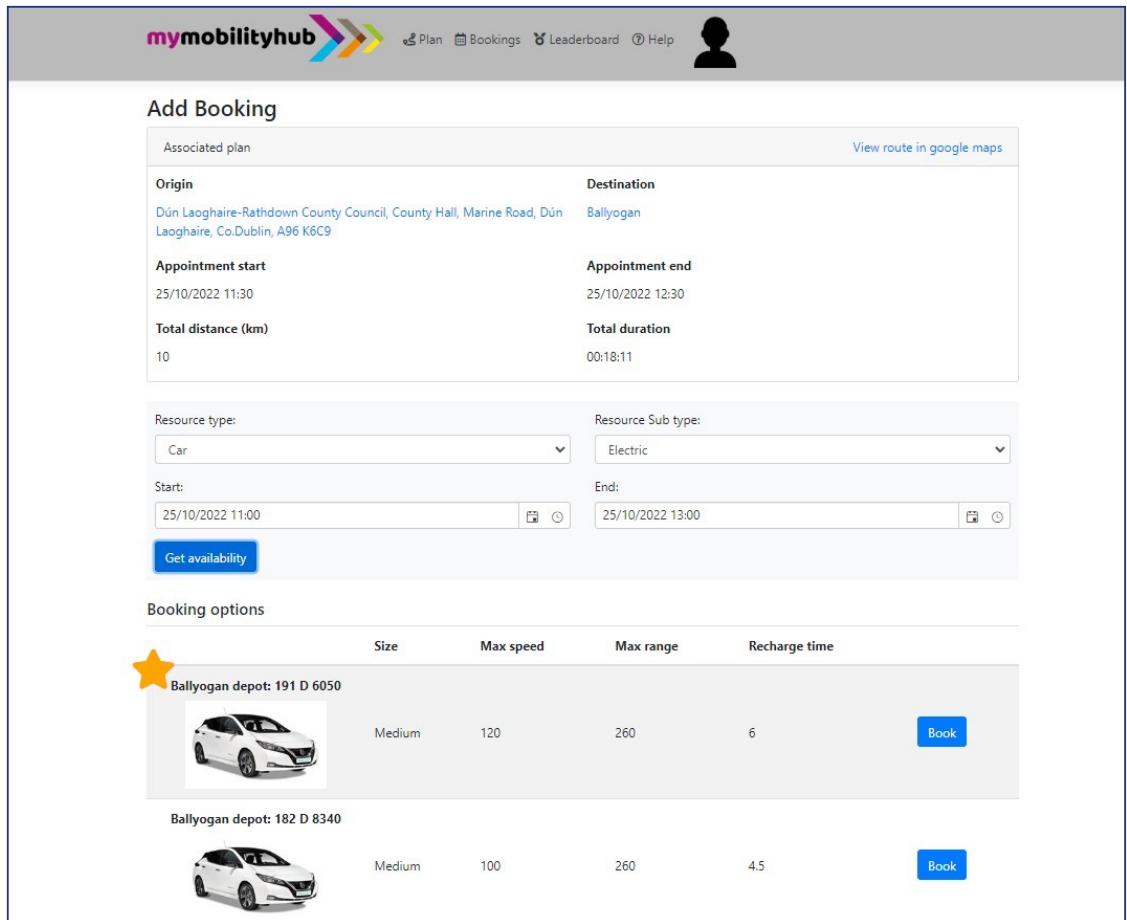 mymobilityhub
Plan Bookings Leaderboard Help
Add Booking
Associated plan View route in google maps
Origin Destination
Dún Laoghaire-Rathdown County Council, County Hall, Marine Road, Dún Ballyogan
Laoghaire, Co.Dublin, A96 K6C9
Appointment start Appointment end
25/10/2022 11:30 25/10/2022 12:30
Total distance (km) Total duration
10 00:18:11
Resource type: Resource Sub type:
Car Electric
Start: End:
25/10/2022 11:00 25/10/2022 13:00
Get availability
Booking options
Size Max speed Max range Recharge time
Ballyogan depot: 191 D 6050
Medium 120 260 6 Book
Ballyogan depot: 182 D 8340
Medium 100 260 4.5 Book